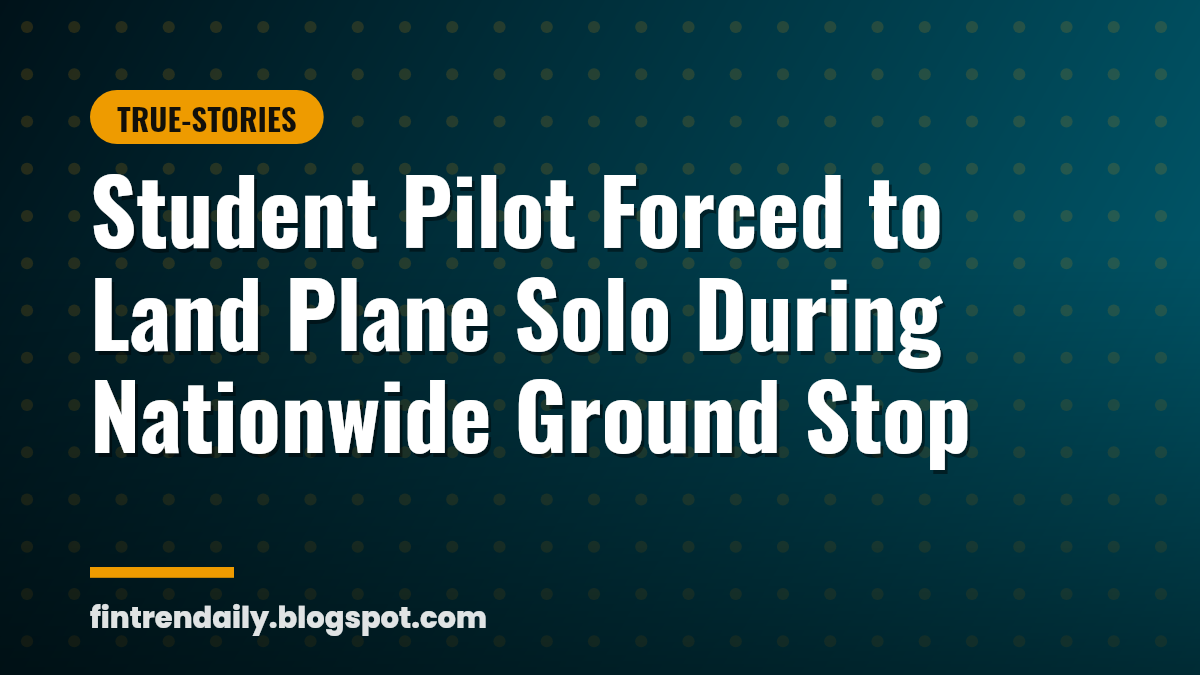 TRUE-STORIES
Student Pilot Forced to
Land Plane Solo During
Nationwide Ground Stop
fintrendaily.blogspot.com